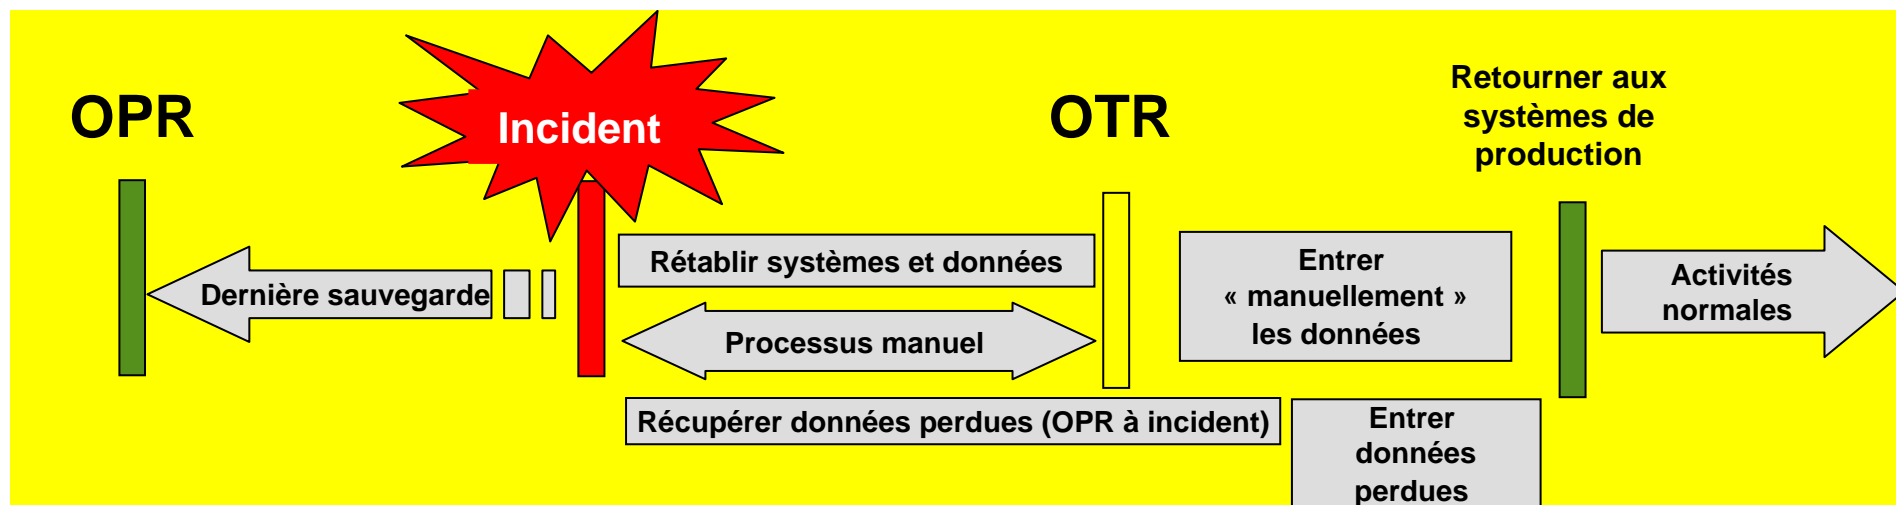 OPR
Incident
OTR
Retourner aux
systèmes de
production
Dernière sauvegarde
Rétablir systèmes et données
Processus manuel
Récupérer données perdues (OPR à incident)
Entrer
« manuellement »
les données
Entrer
données
perdues
Activités
normales